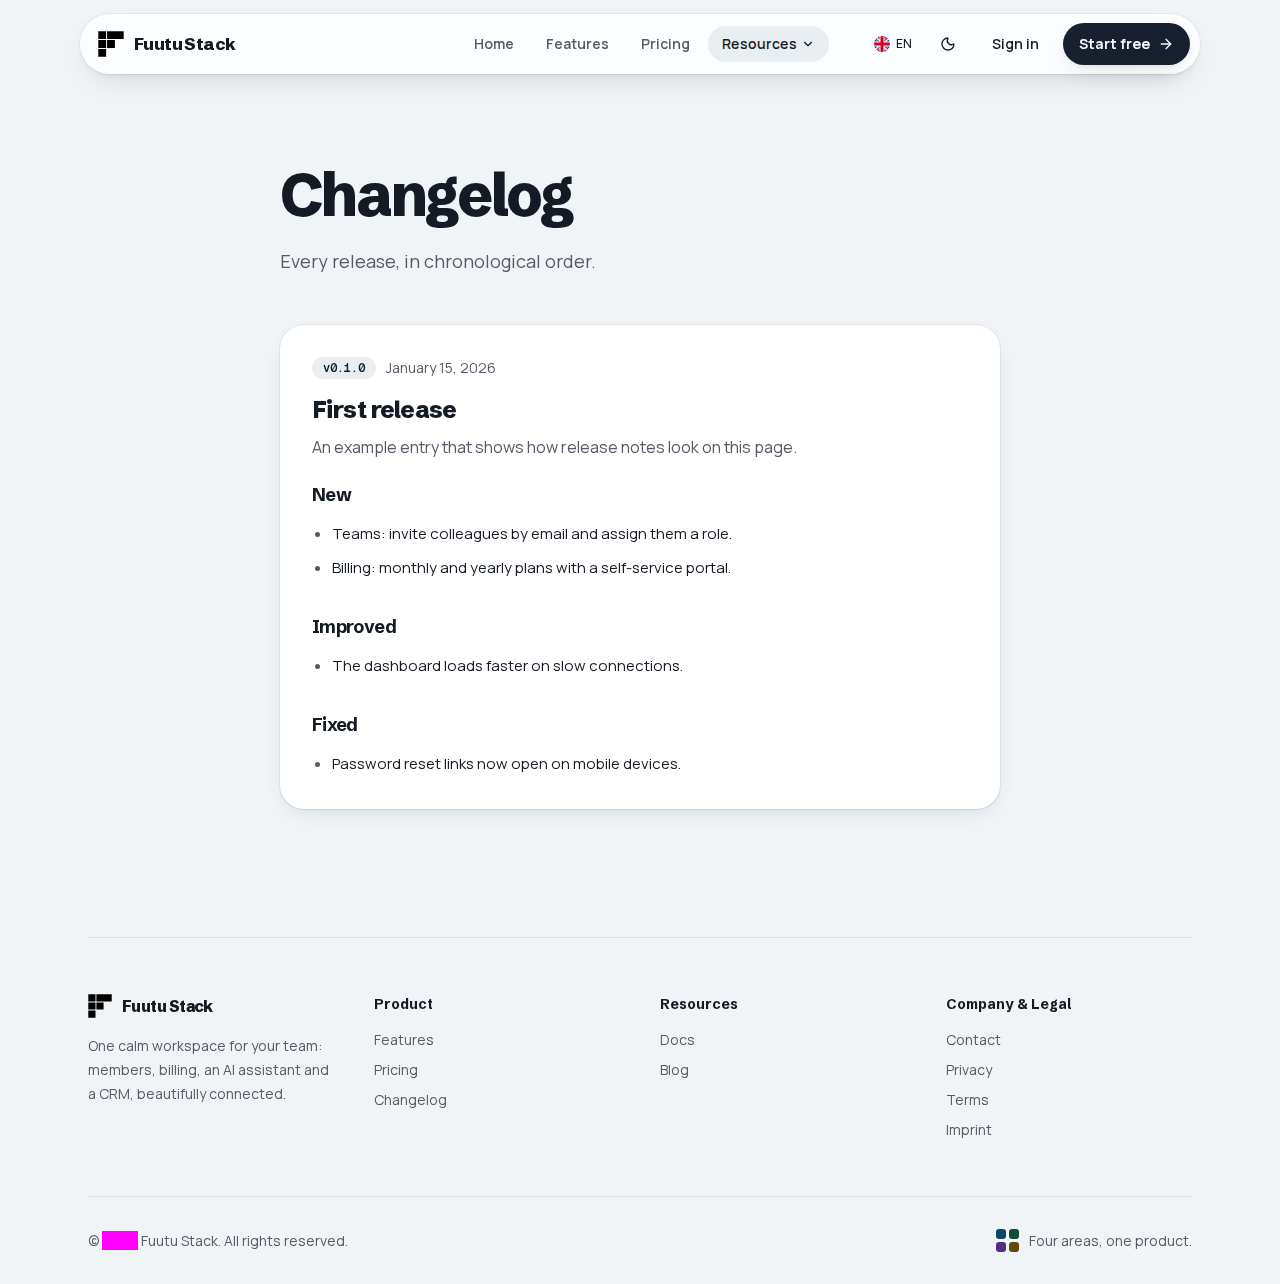 Fuutu Stack
Home
Features
Pricing
Resources
EN
Sign in
Start free
Changelog
Every release, in chronological order.
v0.1.0
January 15, 2026
First release
An example entry that shows how release notes look on this page.
New
Teams: invite colleagues by email and assign them a role.
Billing: monthly and yearly plans with a self-service portal.
Improved
The dashboard loads faster on slow connections.
Fixed
Password reset links now open on mobile devices.
Fuutu Stack
One calm workspace for your team:
members, billing, an AI assistant and
a CRM, beautifully connected.
Product
Features
Pricing
Changelog
Resources
Docs
Blog
Company & Legal
Contact
Privacy
Terms
Imprint
© Fuutu Stack. All rights reserved.
Four areas, one product.